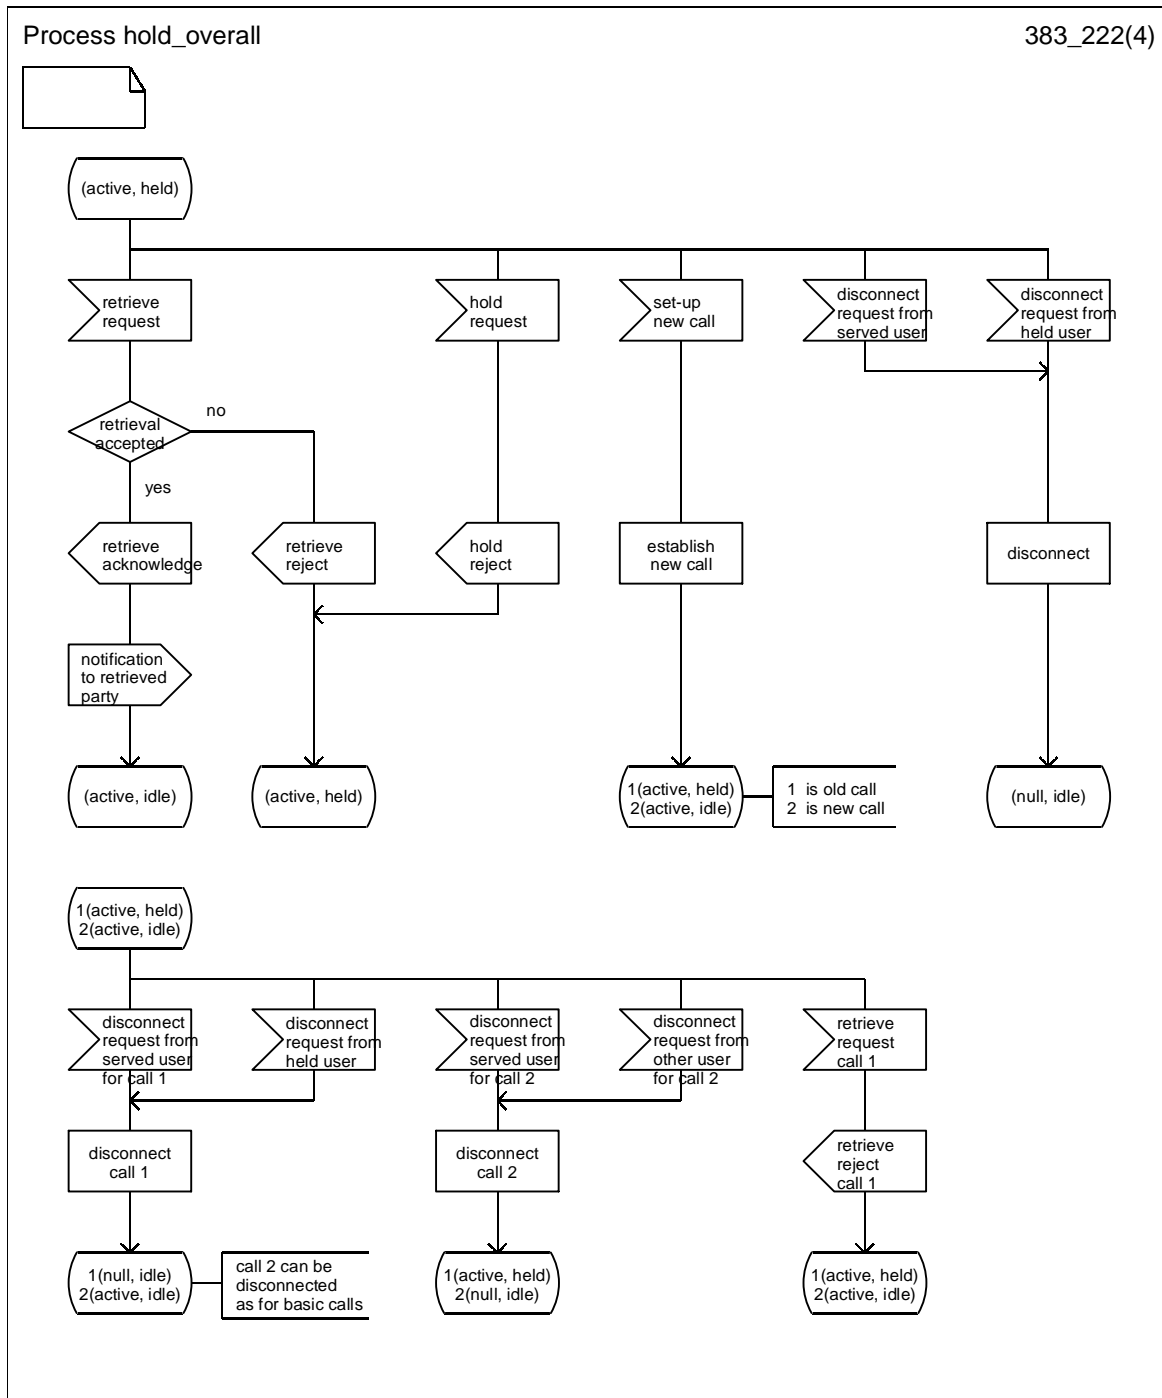 Process hold_overall
383_222(4)
(active, held)
retrieve
request
hold
request
set-up
new call
disconnect
request from
served user
disconnect
request from
held user
retrieval
accepted
no
yes
retrieve
acknowledge
retrieve
reject
hold
reject
establish
new call
disconnect
notification
to retrieved
party
(active, idle)
(active, held)
1(active, held)
2(active, idle)
1 is old call
2 is new call
(null, idle)
1(active, held)
2(active, idle)
disconnect
request from
served user
for call 1
disconnect
request from
held user
disconnect
request from
served user
for call 2
disconnect
request from
other user
for call 2
retrieve
request
call 1
disconnect
call 1
disconnect
call 2
retrieve
reject
call 1
1(null, idle)
2(active, idle)
call 2 can be
disconnected
as for basic calls
1(active, held)
2(null, idle)
1(active, held)
2(active, idle)